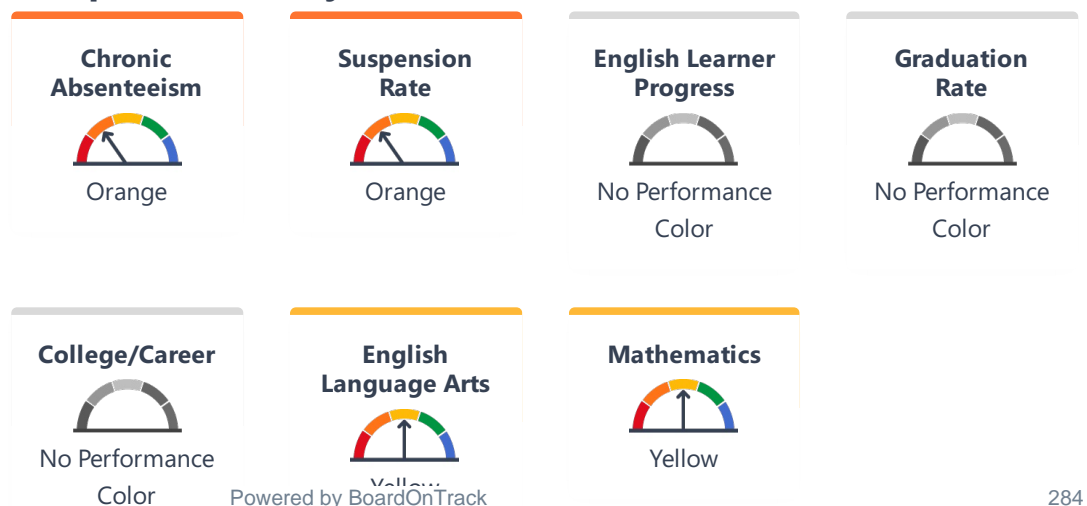 Chronic
Absenteeism
Orange
Suspension
Rate
Orange
English Learner
Progress
No Performance
Color
Graduation
Rate
No Performance
Color
College/Career
No Performance
Color
English
Language Arts
Yellow
Mathematics
Yellow
Powered by BoardOnTrack
284